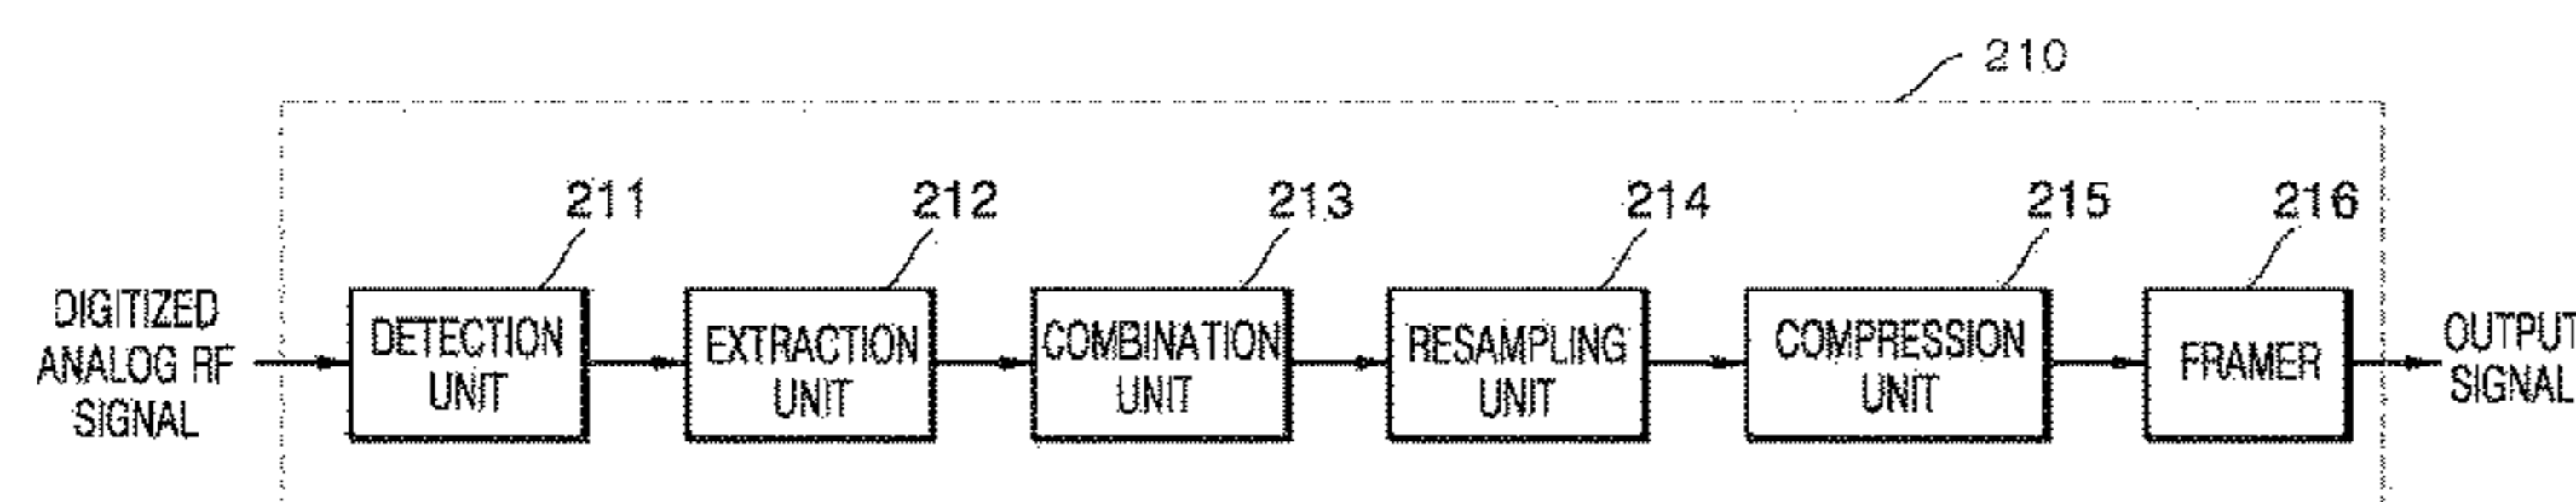 210
211
212
213
214
215
216
DIGITIZED
ANALOG RF
SIGNAL
DETECTION
UNIT
EXTRACTION
UNIT
COMBINATION
UNIT
RESAMPLING
UNIT
COMPRESSION
UNIT
FRAMER
OUTPUT
SIGNAL